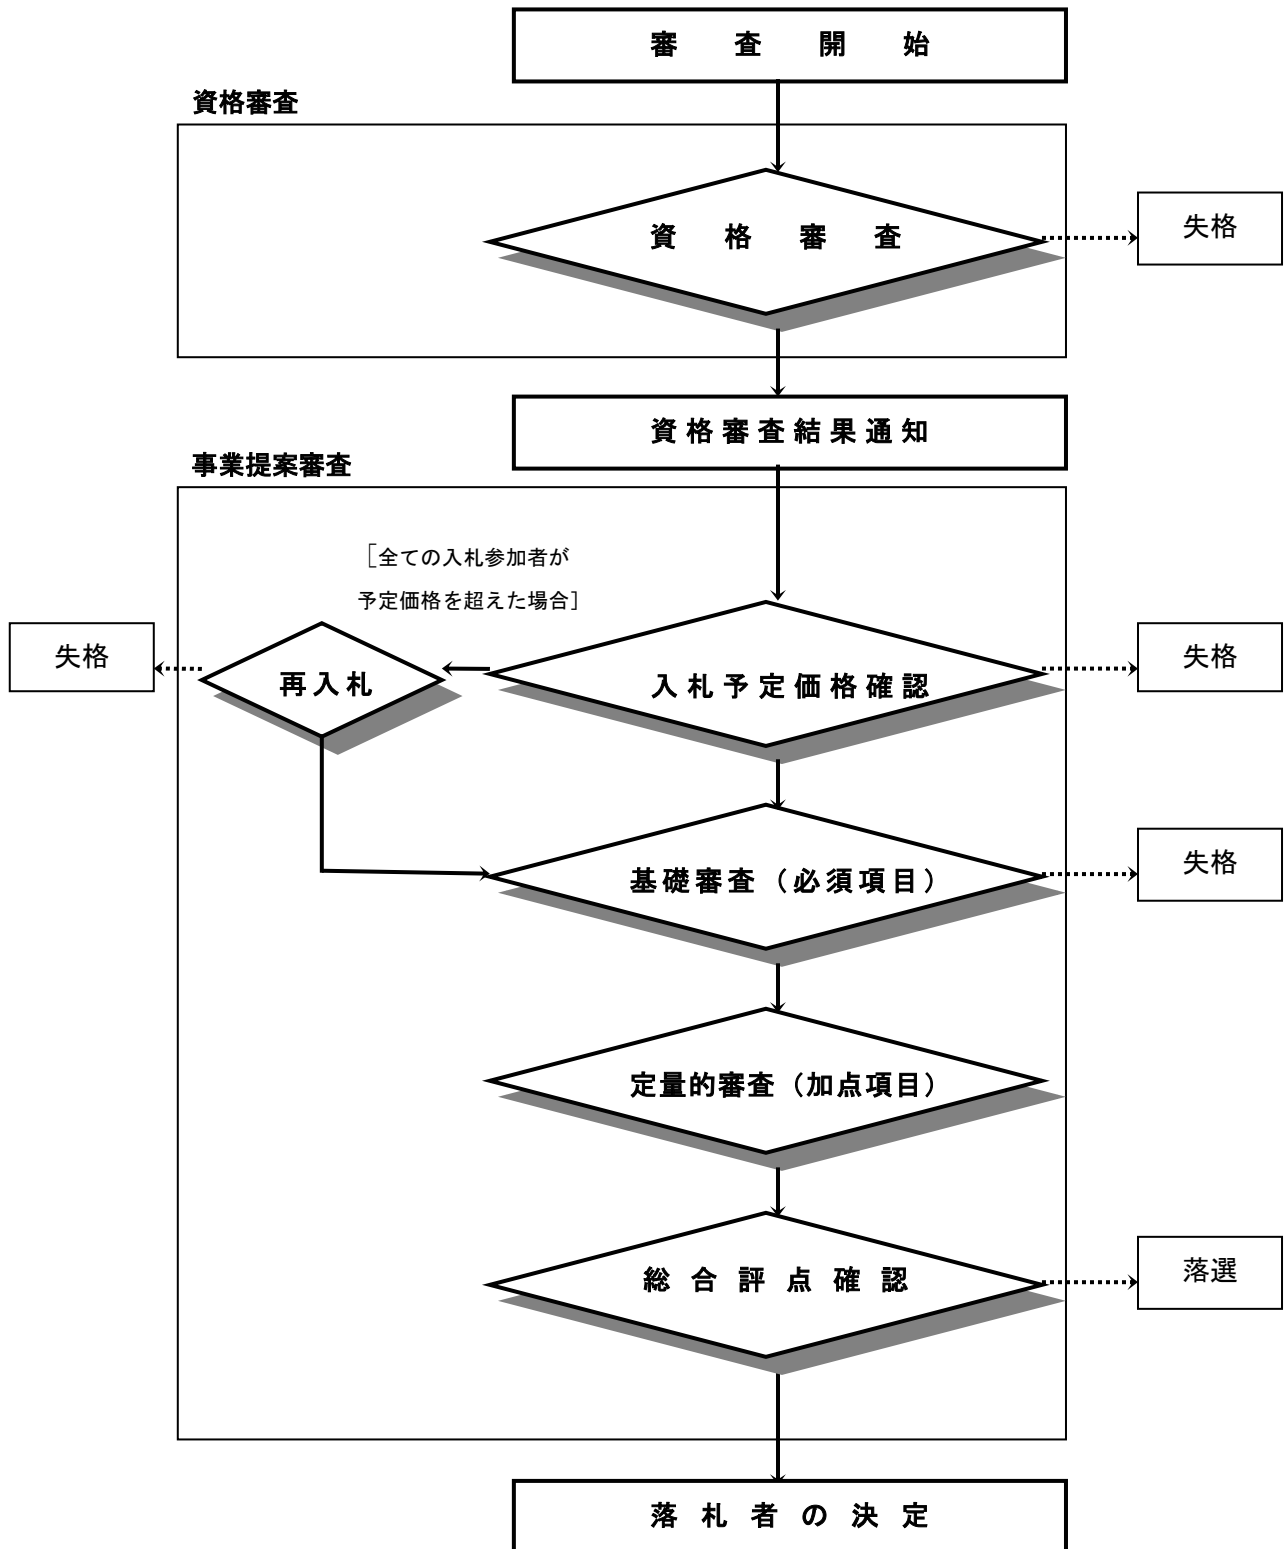 審査開始
資格審査
資格審査
失格
資格審査結果通知
事業提案審査
［全ての入札参加者が
予定価格を超えた場合］
失格
再入札
入札予定価格確認
失格
基礎審査（必須項目）
失格
定量的審査（加点項目）
総合評点確認
落選
落札者の決定